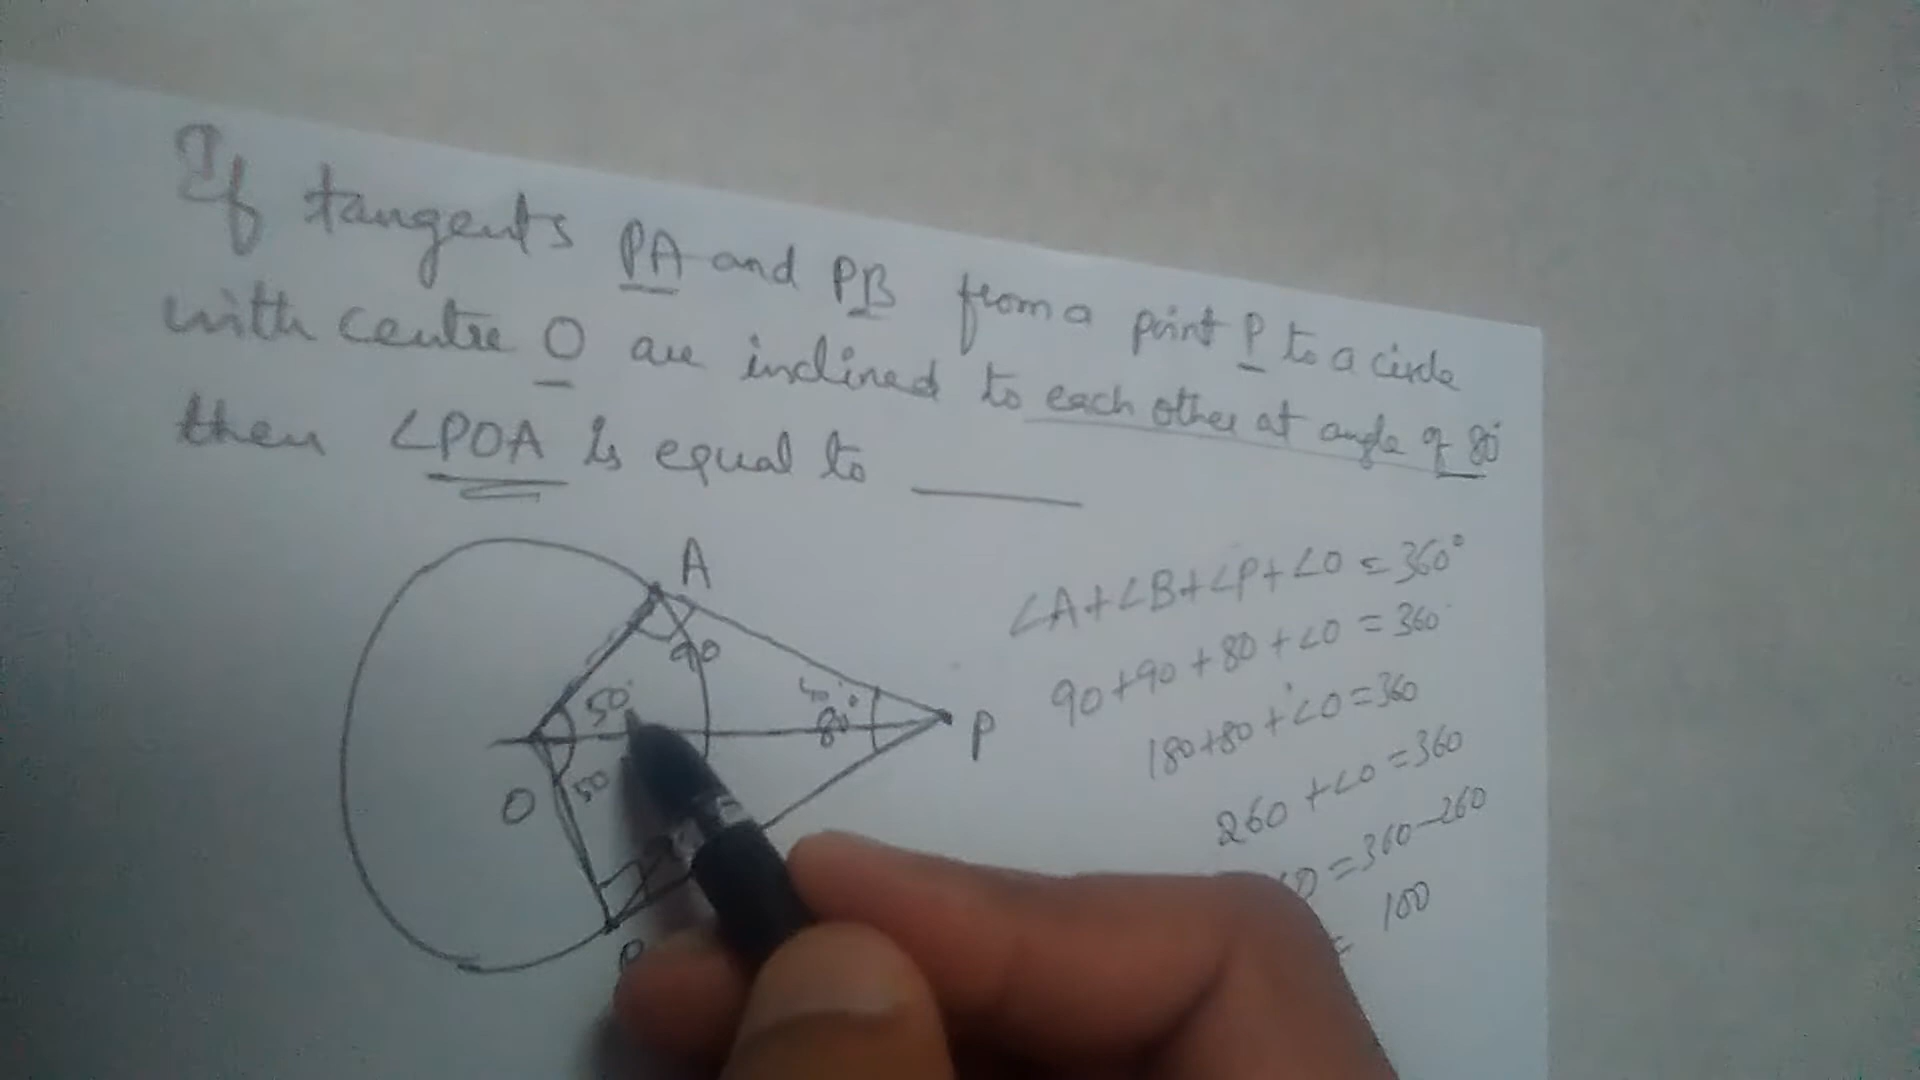 If tangents PA and PB from a point P to a circle
with centre O are inclined to each other at angle of 80°
then ∠POA is equal to ______
A
90
50°
40°
80°
P
O
50
∠A+∠B+∠P+∠O = 360°
90+90+80+∠O = 360
180+80+∠O=360
260+∠O=360
=360-260
= 100